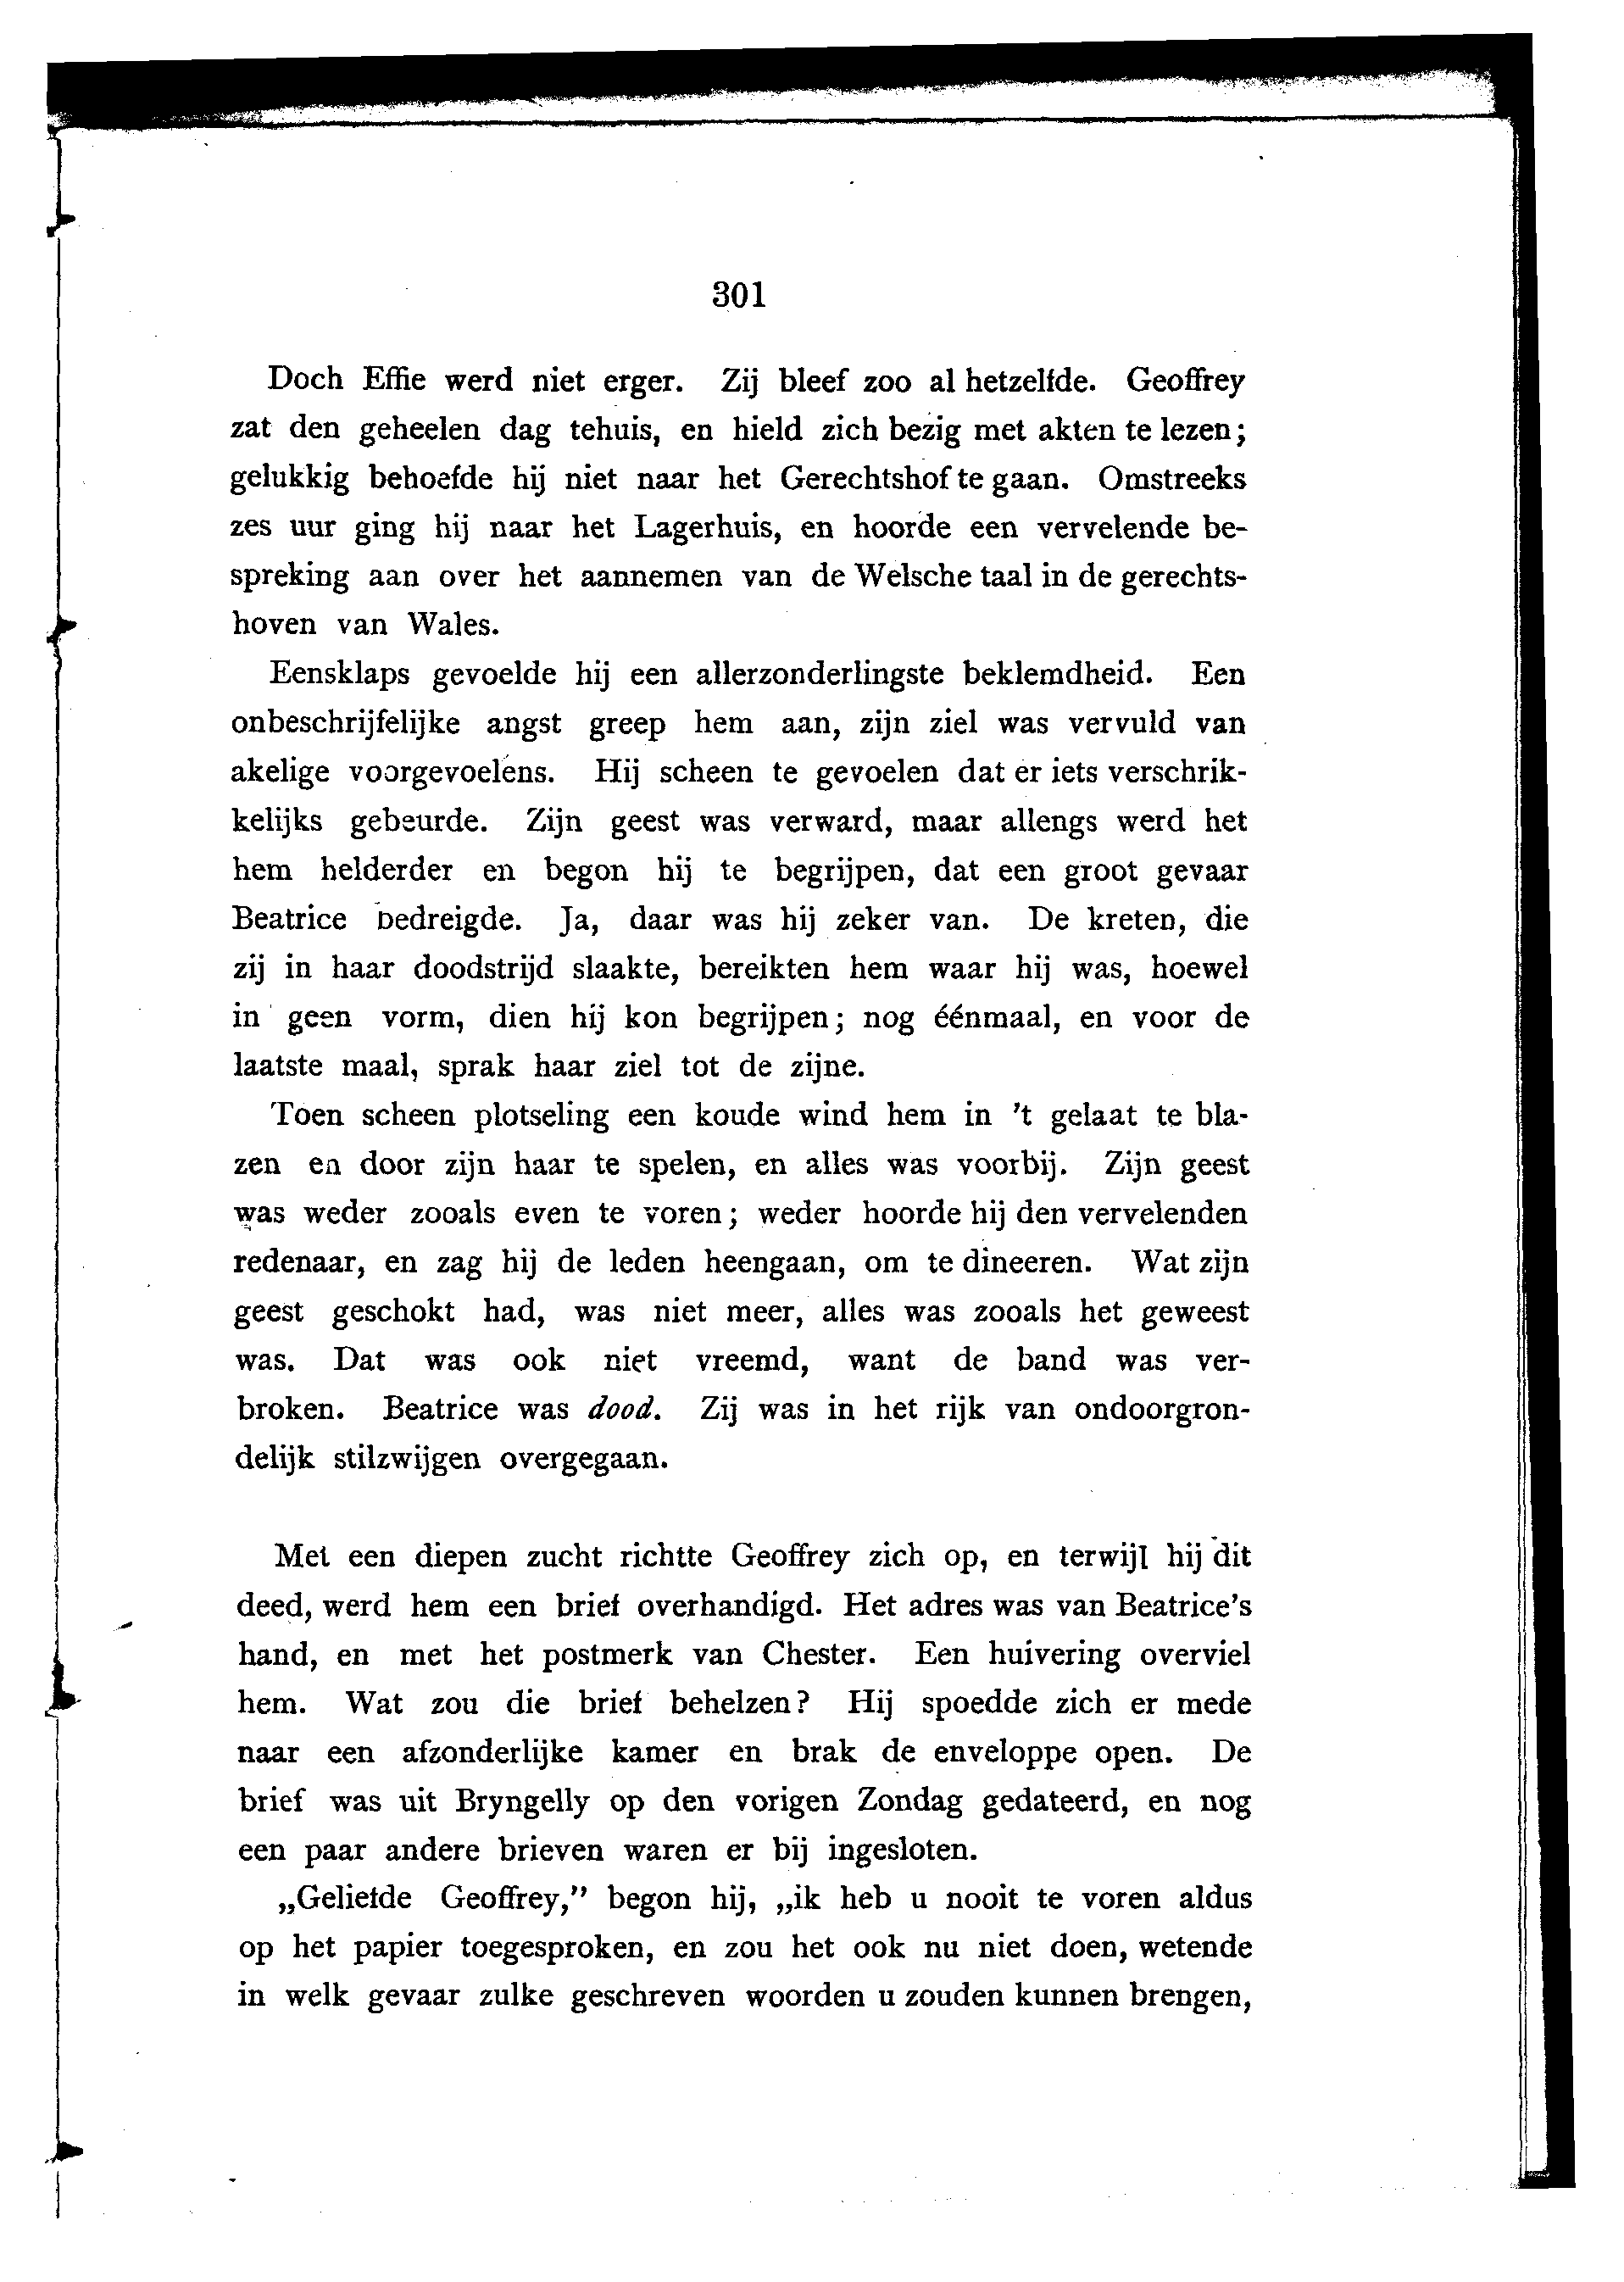 301
Doch Effie werd niet erger. Zij bleef zoo al hetzelfde. Geoffrey
zat den geheelen dag tehuis, en hield zich bezig met akten te lezen;
gelukkig behoefde hij niet naar het Gerechtshof te gaan. Omstreeks
zes uur ging hij naar het Lagerhuis, en hoorde een vervelende be-
spreking aan over het aannemen van de Welsche taal in de gerechts-
hoven van Wales.
Eensklaps gevoelde hij een allerzonderlingste beklemdheid. Een
onbeschrijfelijke angst greep hem aan, zijn ziel was vervuld van
akelige voorgevoelens. Hij scheen te gevoelen dat er iets verschrik-
kelijks gebeurde. Zijn geest was verward, maar allengs werd het
hem helderder en begon hij te begrijpen, dat een groot gevaar
Beatrice bedreigde. Ja, daar was hij zeker van. De kreten, die
zij in haar doodstrijd slaakte, bereikten hem waar hij was, hoewel
in geen vorm, dien hij kon begrijpen; nog éénmaal, en voor de
laatste maal, sprak haar ziel tot de zijne.
Toen scheen plotseling een koude wind hem in 't gelaat te bla-
zen en door zijn haar te spelen, en alles was voorbij. Zijn geest
was weder zooals even te voren; weder hoorde hij den vervelenden
redenaar, en zag hij de leden heengaan, om te dineeren. Wat zijn
geest geschokt had, was niet meer, alles was zooals het geweest
was. Dat was ook niet vreemd, want de band was ver-
broken. Beatrice was dood. Zij was in het rijk van ondoorgron-
delijk stilzwijgen overgegaan.
Met een diepen zucht richtte Geoffrey zich op, en terwijl hij dit
deed, werd hem een brief overhandigd. Het adres was van Beatrice's
hand, en met het postmerk van Chester. Een huivering overviel
hem. Wat zou die brief behelzen? Hij spoedde zich er mede
naar een afzonderlijke kamer en brak de enveloppe open. De
brief was uit Bryngelly op den vorigen Zondag gedateerd, en nog
een paar andere brieven waren er bij ingesloten.
„Geliefde Geoffrey,” begon hij, „ik heb u nooit te voren aldus
op het papier toegesproken, en zou het ook nu niet doen, wetende
in welk gevaar zulke geschreven woorden u zouden kunnen brengen,